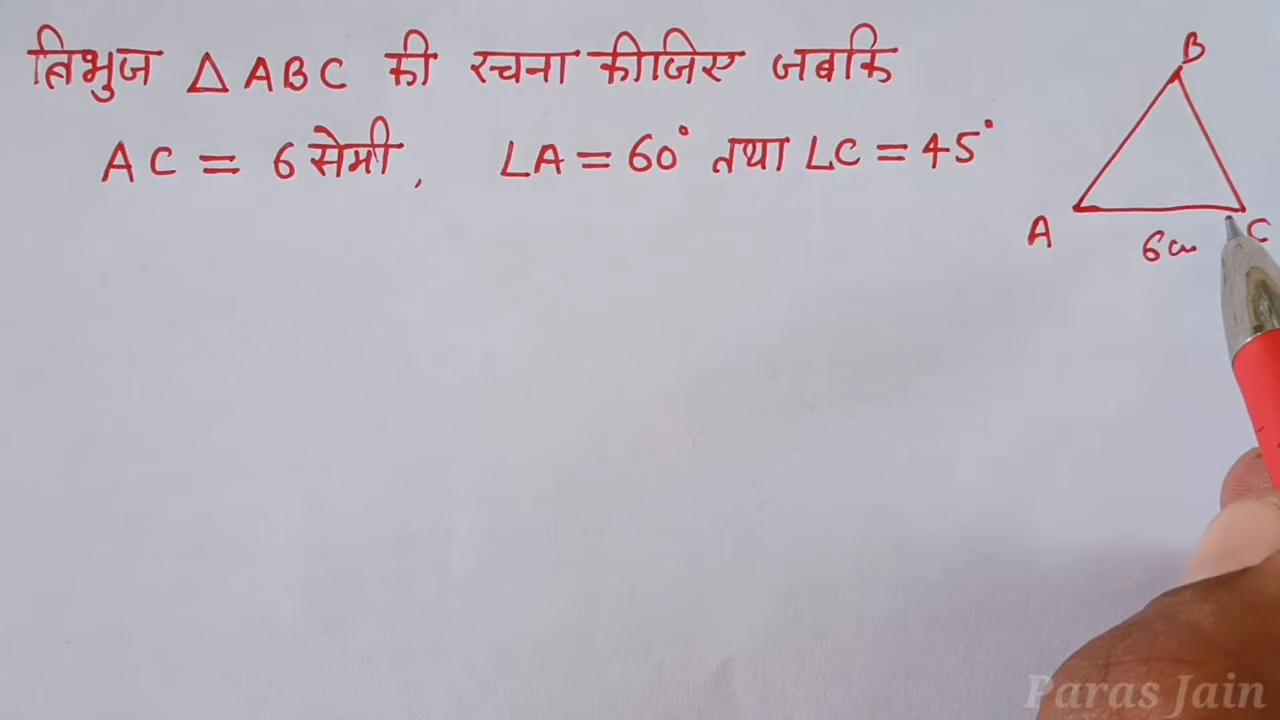 त्रिभुज △ABC की रचना कीजिए जबकि
AC = 6 सेमी, ∠A = 60° तथा ∠C = 45°
B
A
C
6cm
Paras Jain